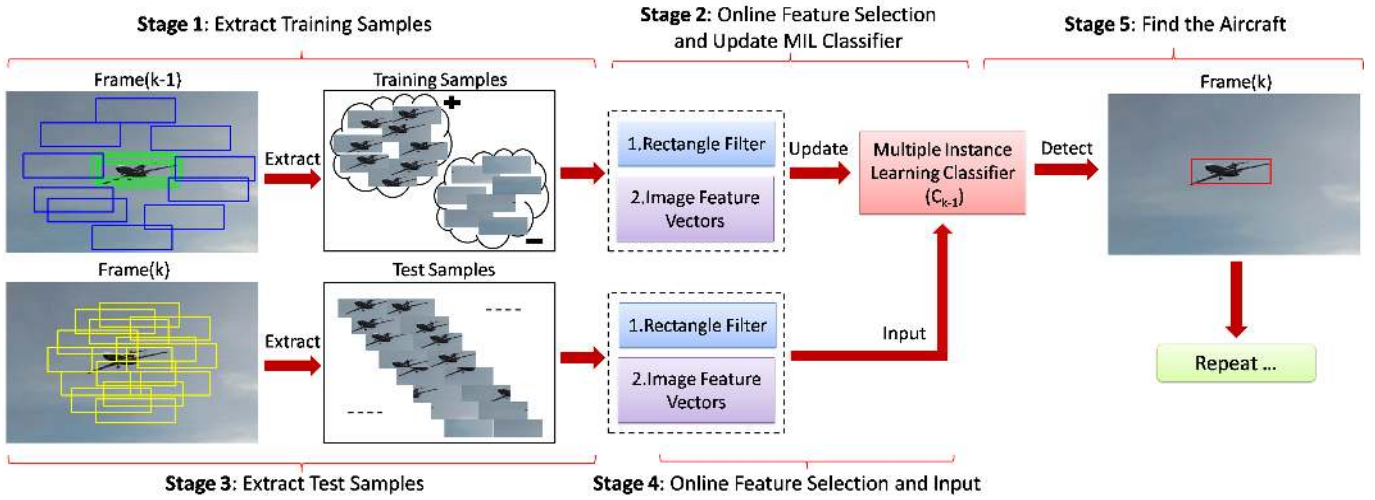 Stage 1: Extract Training Samples
Stage 2: Online Feature Selection
and Update MIL Classifier
Stage 5: Find the Aircraft
Frame(k-1)
Training Samples
Frame(k)
Extract
+
−
1.Rectangle Filter
2.Image Feature
Vectors
Update
Multiple Instance
Learning Classifier
(Ck-1)
Detect
Frame(k)
Test Samples
Extract
1.Rectangle Filter
2.Image Feature
Vectors
Input
Repeat ...
Stage 3: Extract Test Samples
Stage 4: Online Feature Selection and Input